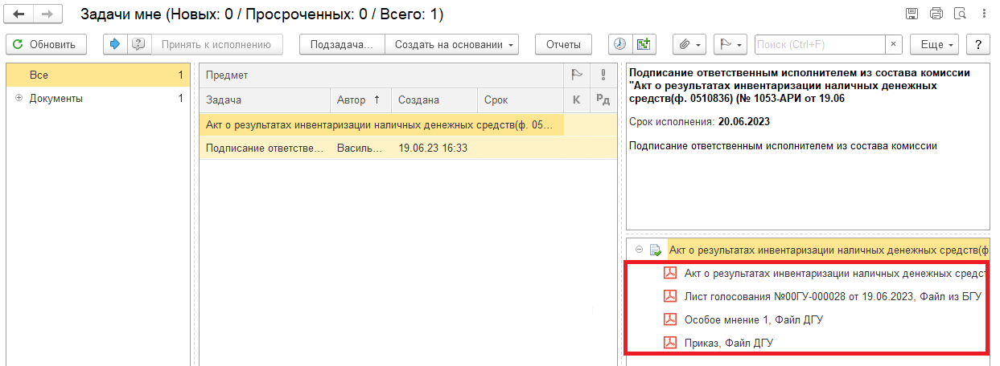 Задачи мне (Новых: 0 / Просроченных: 0 / Всего: 1)
Обновить
Принять к исполнению
Подзадача...
Создать на основании
Отчеты
Поиск (Ctrl+F)
×
Еще
?
Все 1
Документы 1
Предмет
Задача Автор ↑ Создана Срок К Рд
Акт о результатах инвентаризации наличных денежных средств(ф. 05...
Подписание ответстве... Василь... 19.06.23 16:33
Подписание ответственным исполнителем из состава комиссии
"Акт о результатах инвентаризации наличных денежных
средств(ф. 0510836) (№ 1053-АРИ от 19.06
Срок исполнения: 20.06.2023
Подписание ответственным исполнителем из состава комиссии
Акт о результатах инвентаризации наличных денежных средств(ф
Акт о результатах инвентаризации наличных денежных средст
Лист голосования №00ГУ-000028 от 19.06.2023, Файл из БГУ
Особое мнение 1, Файл ДГУ
Приказ, Файл ДГУ